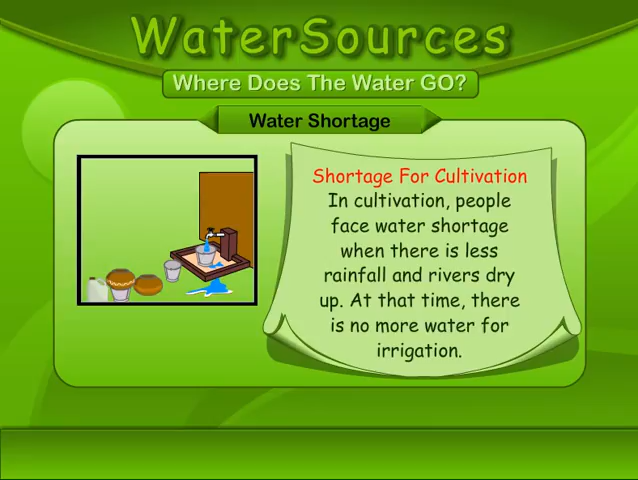 WaterSources
Where Does The Water GO?
Water Shortage
Shortage For Cultivation
In cultivation, people
face water shortage
when there is less
rainfall and rivers dry
up. At that time, there
is no more water for
irrigation.